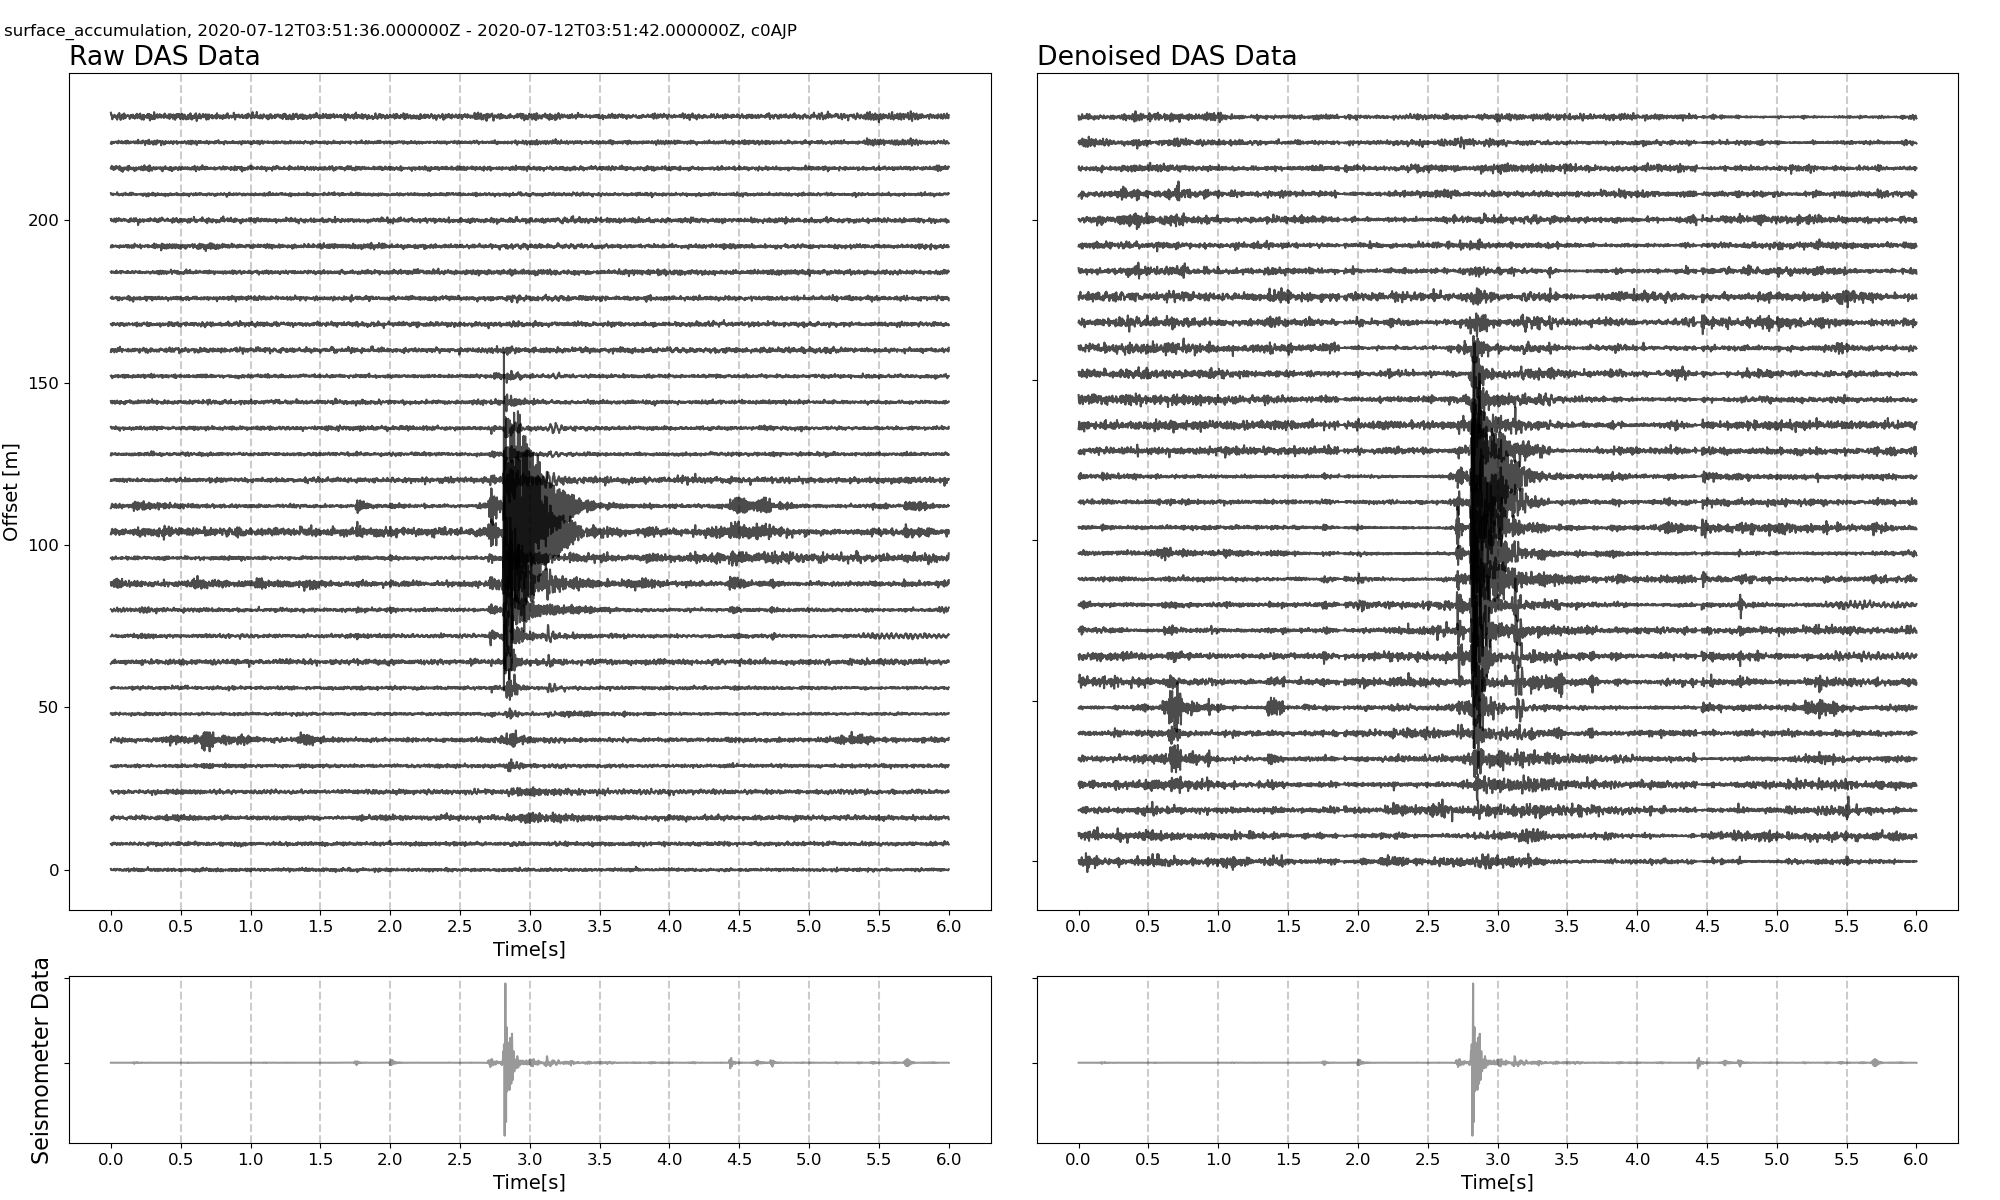 surface_accumulation, 2020-07-12T03:51:36.000000Z - 2020-07-12T03:51:42.000000Z, c0AJP
Raw DAS Data
Denoised DAS Data
Offset [m]
200
150
100
50
0
0.0 0.5 1.0 1.5 2.0 2.5 3.0 3.5 4.0 4.5 5.0 5.5 6.0
Time[s]
0.0 0.5 1.0 1.5 2.0 2.5 3.0 3.5 4.0 4.5 5.0 5.5 6.0
Seismometer Data
0.0 0.5 1.0 1.5 2.0 2.5 3.0 3.5 4.0 4.5 5.0 5.5 6.0
Time[s]
0.0 0.5 1.0 1.5 2.0 2.5 3.0 3.5 4.0 4.5 5.0 5.5 6.0
Time[s]